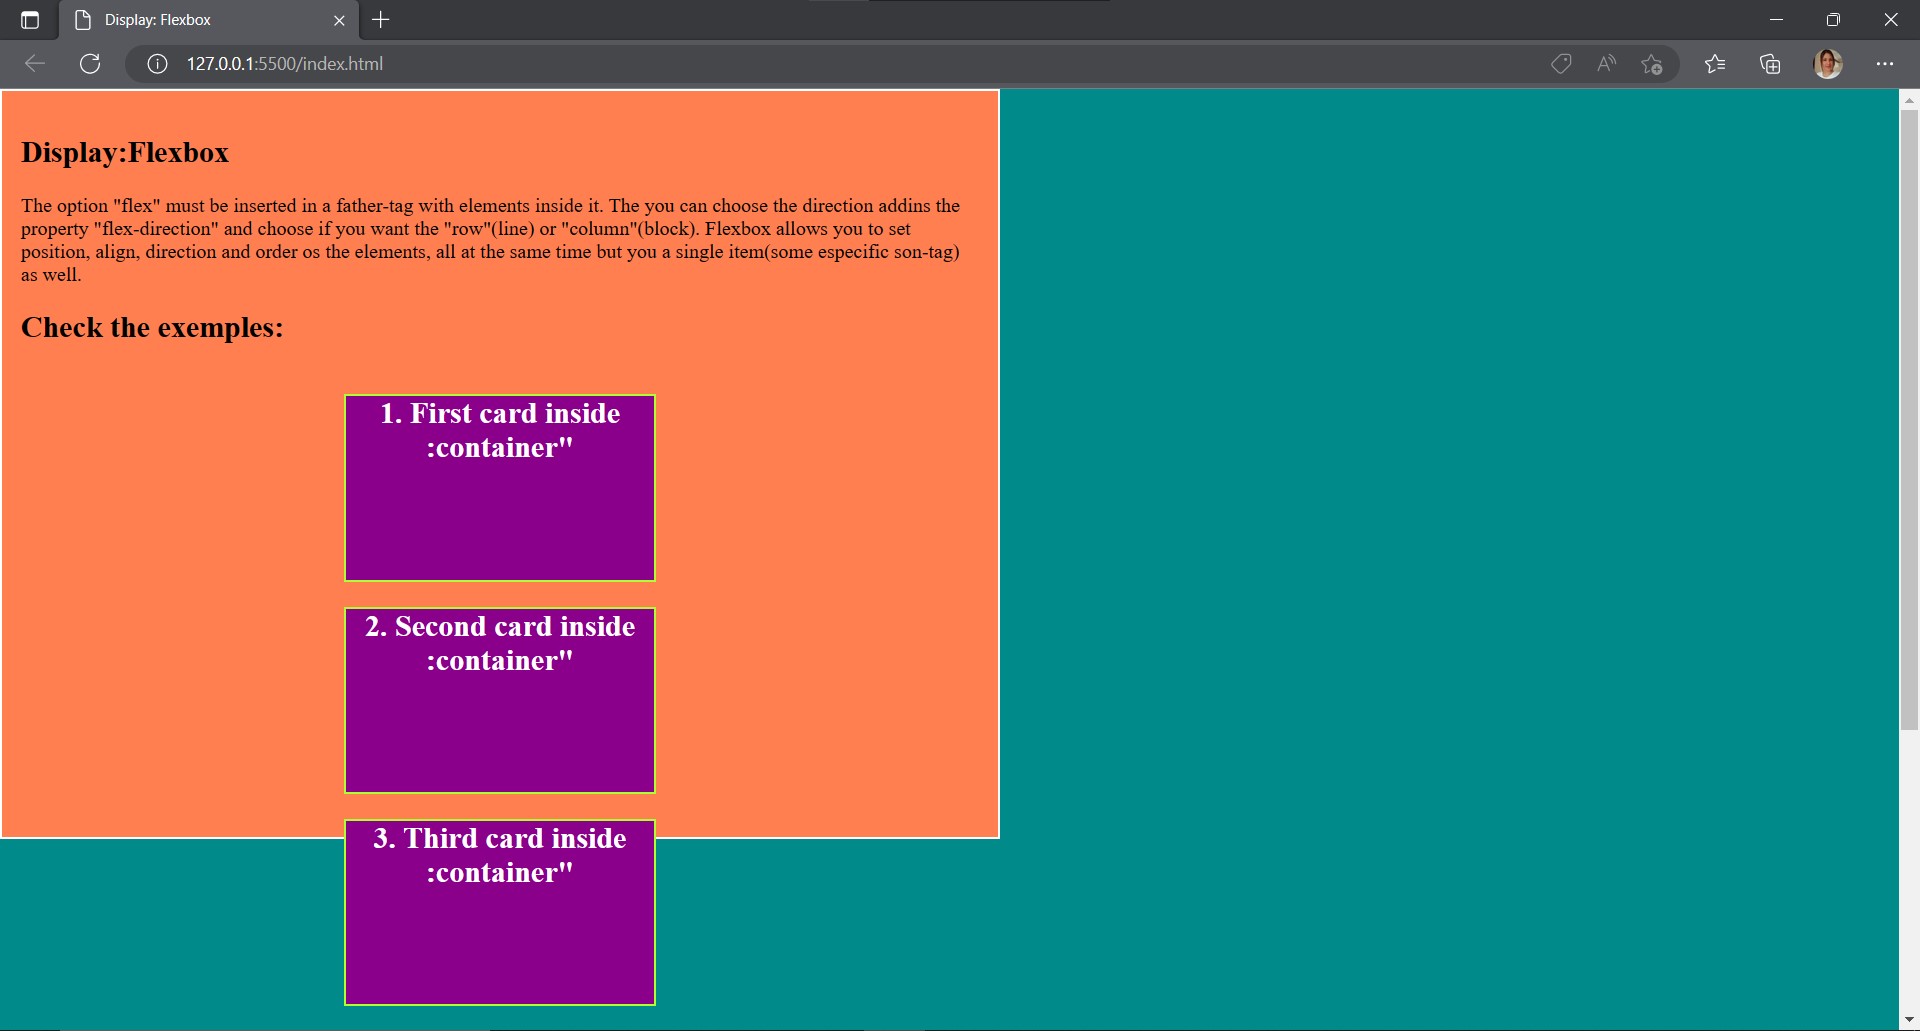 Display: Flexbox
127.0.0.1:5500/index.html
Display:Flexbox
The option "flex" must be inserted in a father-tag with elements inside it. The you can choose the direction addins the
property "flex-direction" and choose if you want the "row"(line) or "column"(block). Flexbox allows you to set
position, align, direction and order os the elements, all at the same time but you a single item(some especific son-tag)
as well.
Check the exemples:
1. First card inside
:container"
2. Second card inside
:container"
3. Third card inside
:container"